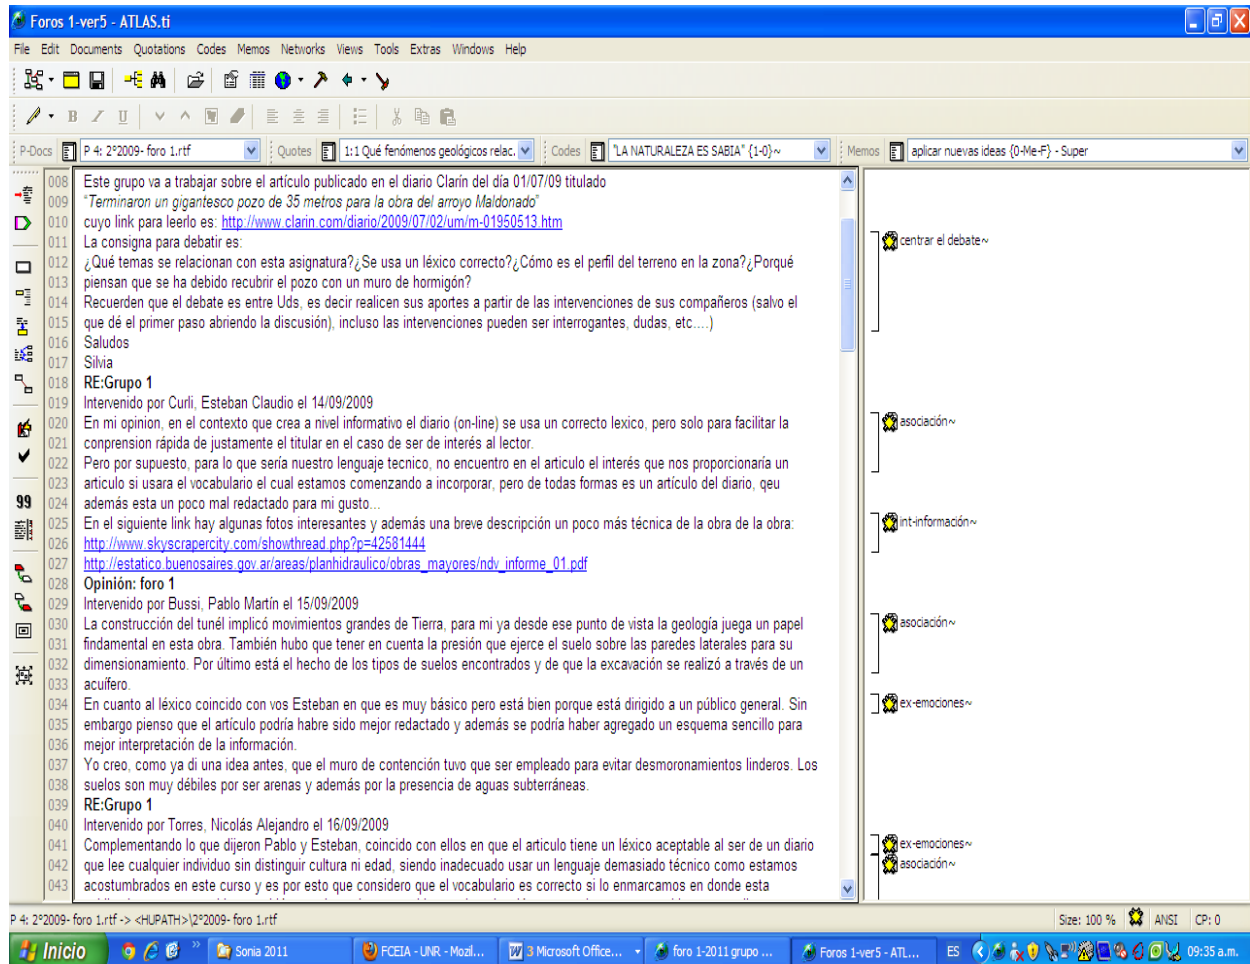 Foros 1-ver5 - ATLAS.ti
File Edit Documents Quotations Codes Memos Networks Views Tools Extras Windows Help
B I U
P-Docs P 4: 2º2009- foro 1.rtf Quotes 1:1 Qué fenómenos geológicos relac. Codes "LA NATURALEZA ES SABIA" {1-0}~ Memos aplicar nuevas ideas {0-Me-F} - Super
008 Este grupo va a trabajar sobre el artículo publicado en el diario Clarín del día 01/07/09 titulado
009 "Terminaron un gigantesco pozo de 35 metros para la obra del arroyo Maldonado"
010 cuyo link para leerlo es: http://www.clarin.com/diario/2009/07/02/um/m-01950513.htm
011 La consigna para debatir es:
centrar el debate~
012 ¿Qué temas se relacionan con esta asignatura?¿Se usa un léxico correcto?¿Cómo es el perfil del terreno en la zona?¿Porqué
013 piensan que se ha debido recubrir el pozo con un muro de hormigón?
014 Recuerden que el debate es entre Uds, es decir realicen sus aportes a partir de las intervenciones de sus compañeros (salvo el
015 que dé el primer paso abriendo la discusión), incluso las intervenciones pueden ser interrogantes, dudas, etc....)
016 Saludos
017 Silvia
018 RE:Grupo 1
019 Intervenido por Curli, Esteban Claudio el 14/09/2009
020 En mi opinion, en el contexto que crea a nivel informativo el diario (on-line) se usa un correcto lexico, pero solo para facilitar la
asociación~
021 conprension rápida de justamente el titular en el caso de ser de interés al lector.
022 Pero por supuesto, para lo que sería nuestro lenguaje tecnico, no encuentro en el articulo el interés que nos proporcionaría un
023 articulo si usara el vocabulario el cual estamos comenzando a incorporar, pero de todas formas es un artículo del diario, qeu
024 además esta un poco mal redactado para mi gusto...
025 En el siguiente link hay algunas fotos interesantes y además una breve descripción un poco más técnica de la obra de la obra:
int-información~
026 http://www.skyscrapercity.com/showthread.php?p=42581444
027 http://estatico.buenosaires.gov.ar/areas/planhidraulico/obras_mayores/ndv_informe_01.pdf
028 Opinión: foro 1
029 Intervenido por Bussi, Pablo Martín el 15/09/2009
030 La construcción del tunél implicó movimientos grandes de Tierra, para mi ya desde ese punto de vista la geología juega un papel
asociación~
031 findamental en esta obra. También hubo que tener en cuenta la presión que ejerce el suelo sobre las paredes laterales para su
032 dimensionamiento. Por último está el hecho de los tipos de suelos encontrados y de que la excavación se realizó a través de un
033 acuífero.
034 En cuanto al léxico coincido con vos Esteban en que es muy básico pero está bien porque está dirigido a un público general. Sin
ex-emociones~
035 embargo pienso que el artículo podría habre sido mejor redactado y además se podría haber agregado un esquema sencillo para
036 mejor interpretación de la información.
037 Yo creo, como ya di una idea antes, que el muro de contención tuvo que ser empleado para evitar desmoronamientos linderos. Los
038 suelos son muy débiles por ser arenas y además por la presencia de aguas subterráneas.
039 RE:Grupo 1
040 Intervenido por Torres, Nicolás Alejandro el 16/09/2009
041 Complementando lo que dijeron Pablo y Esteban, coincido con ellos en que el articulo tiene un léxico aceptable al ser de un diario
ex-emociones~
042 que lee cualquier individuo sin distinguir cultura ni edad, siendo inadecuado usar un lenguaje demasiado técnico como estamos
asociación~
043 acostumbrados en este curso y es por esto que considero que el vocabulario es correcto si lo enmarcamos en donde esta
P 4: 2º2009- foro 1.rtf -> <HUPATH>\2º2009- foro 1.rtf Size: 100 % ANSI CP: 0
Inicio Sonia 2011 FCEIA - UNR - Mozil... 3 Microsoft Office... foro 1-2011 grupo ... Foros 1-ver5 - ATL... ES 09:35 a.m.